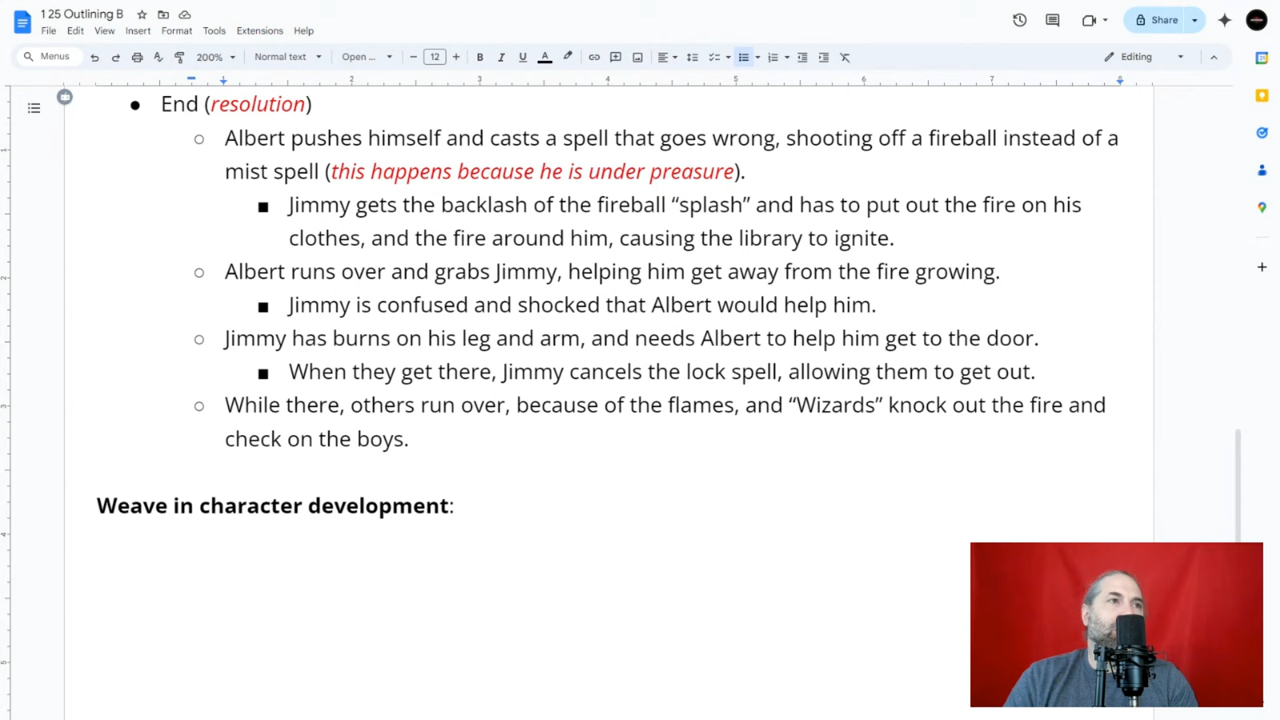 1 25 Outlining B
File Edit View Insert Format Tools Extensions Help
Share
Menus 200% Normal text Open ... 12 B I U A Editing
1 2 3 4 5 6 7 8
● End (resolution)
○ Albert pushes himself and casts a spell that goes wrong, shooting off a fireball instead of a
mist spell (this happens because he is under preasure).
■ Jimmy gets the backlash of the fireball “splash” and has to put out the fire on his
clothes, and the fire around him, causing the library to ignite.
○ Albert runs over and grabs Jimmy, helping him get away from the fire growing.
■ Jimmy is confused and shocked that Albert would help him.
○ Jimmy has burns on his leg and arm, and needs Albert to help him get to the door.
■ When they get there, Jimmy cancels the lock spell, allowing them to get out.
○ While there, others run over, because of the flames, and “Wizards” knock out the fire and
check on the boys.
Weave in character development: